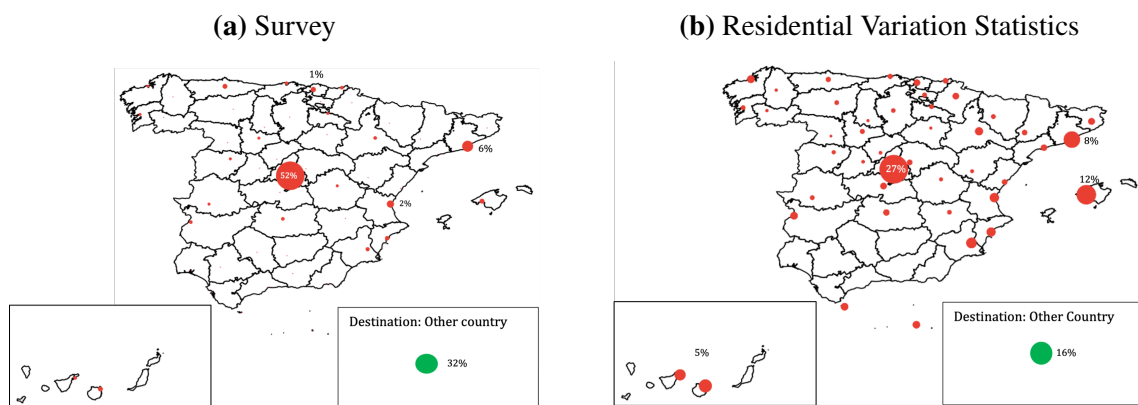 (a) Survey
1%
6%
52%
2%
Destination: Other country
32%
(b) Residential Variation Statistics
8%
27%
12%
5%
Destination: Other Country
16%